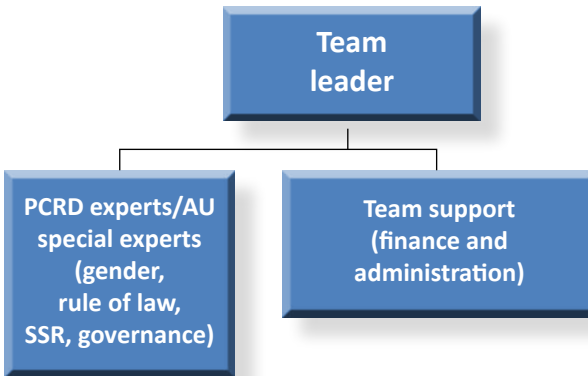 Team
leader
PCRD experts/AU
special experts
(gender,
rule of law,
SSR, governance)
Team support
(finance and
administration)